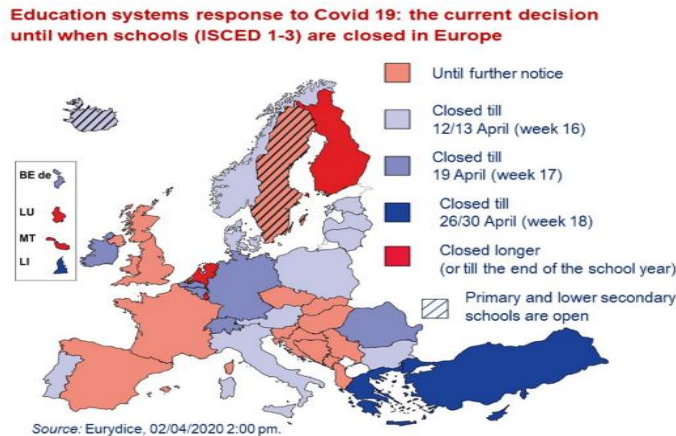 Education systems response to Covid 19: the current decision
until when schools (ISCED 1-3) are closed in Europe
Until further notice
Closed till
12/13 April (week 16)
Closed till
19 April (week 17)
Closed till
26/30 April (week 18)
Closed longer
(or till the end of the school year)
Primary and lower secondary
schools are open
BE de
LU
MT
LI
Source: Eurydice, 02/04/2020 2:00 pm.